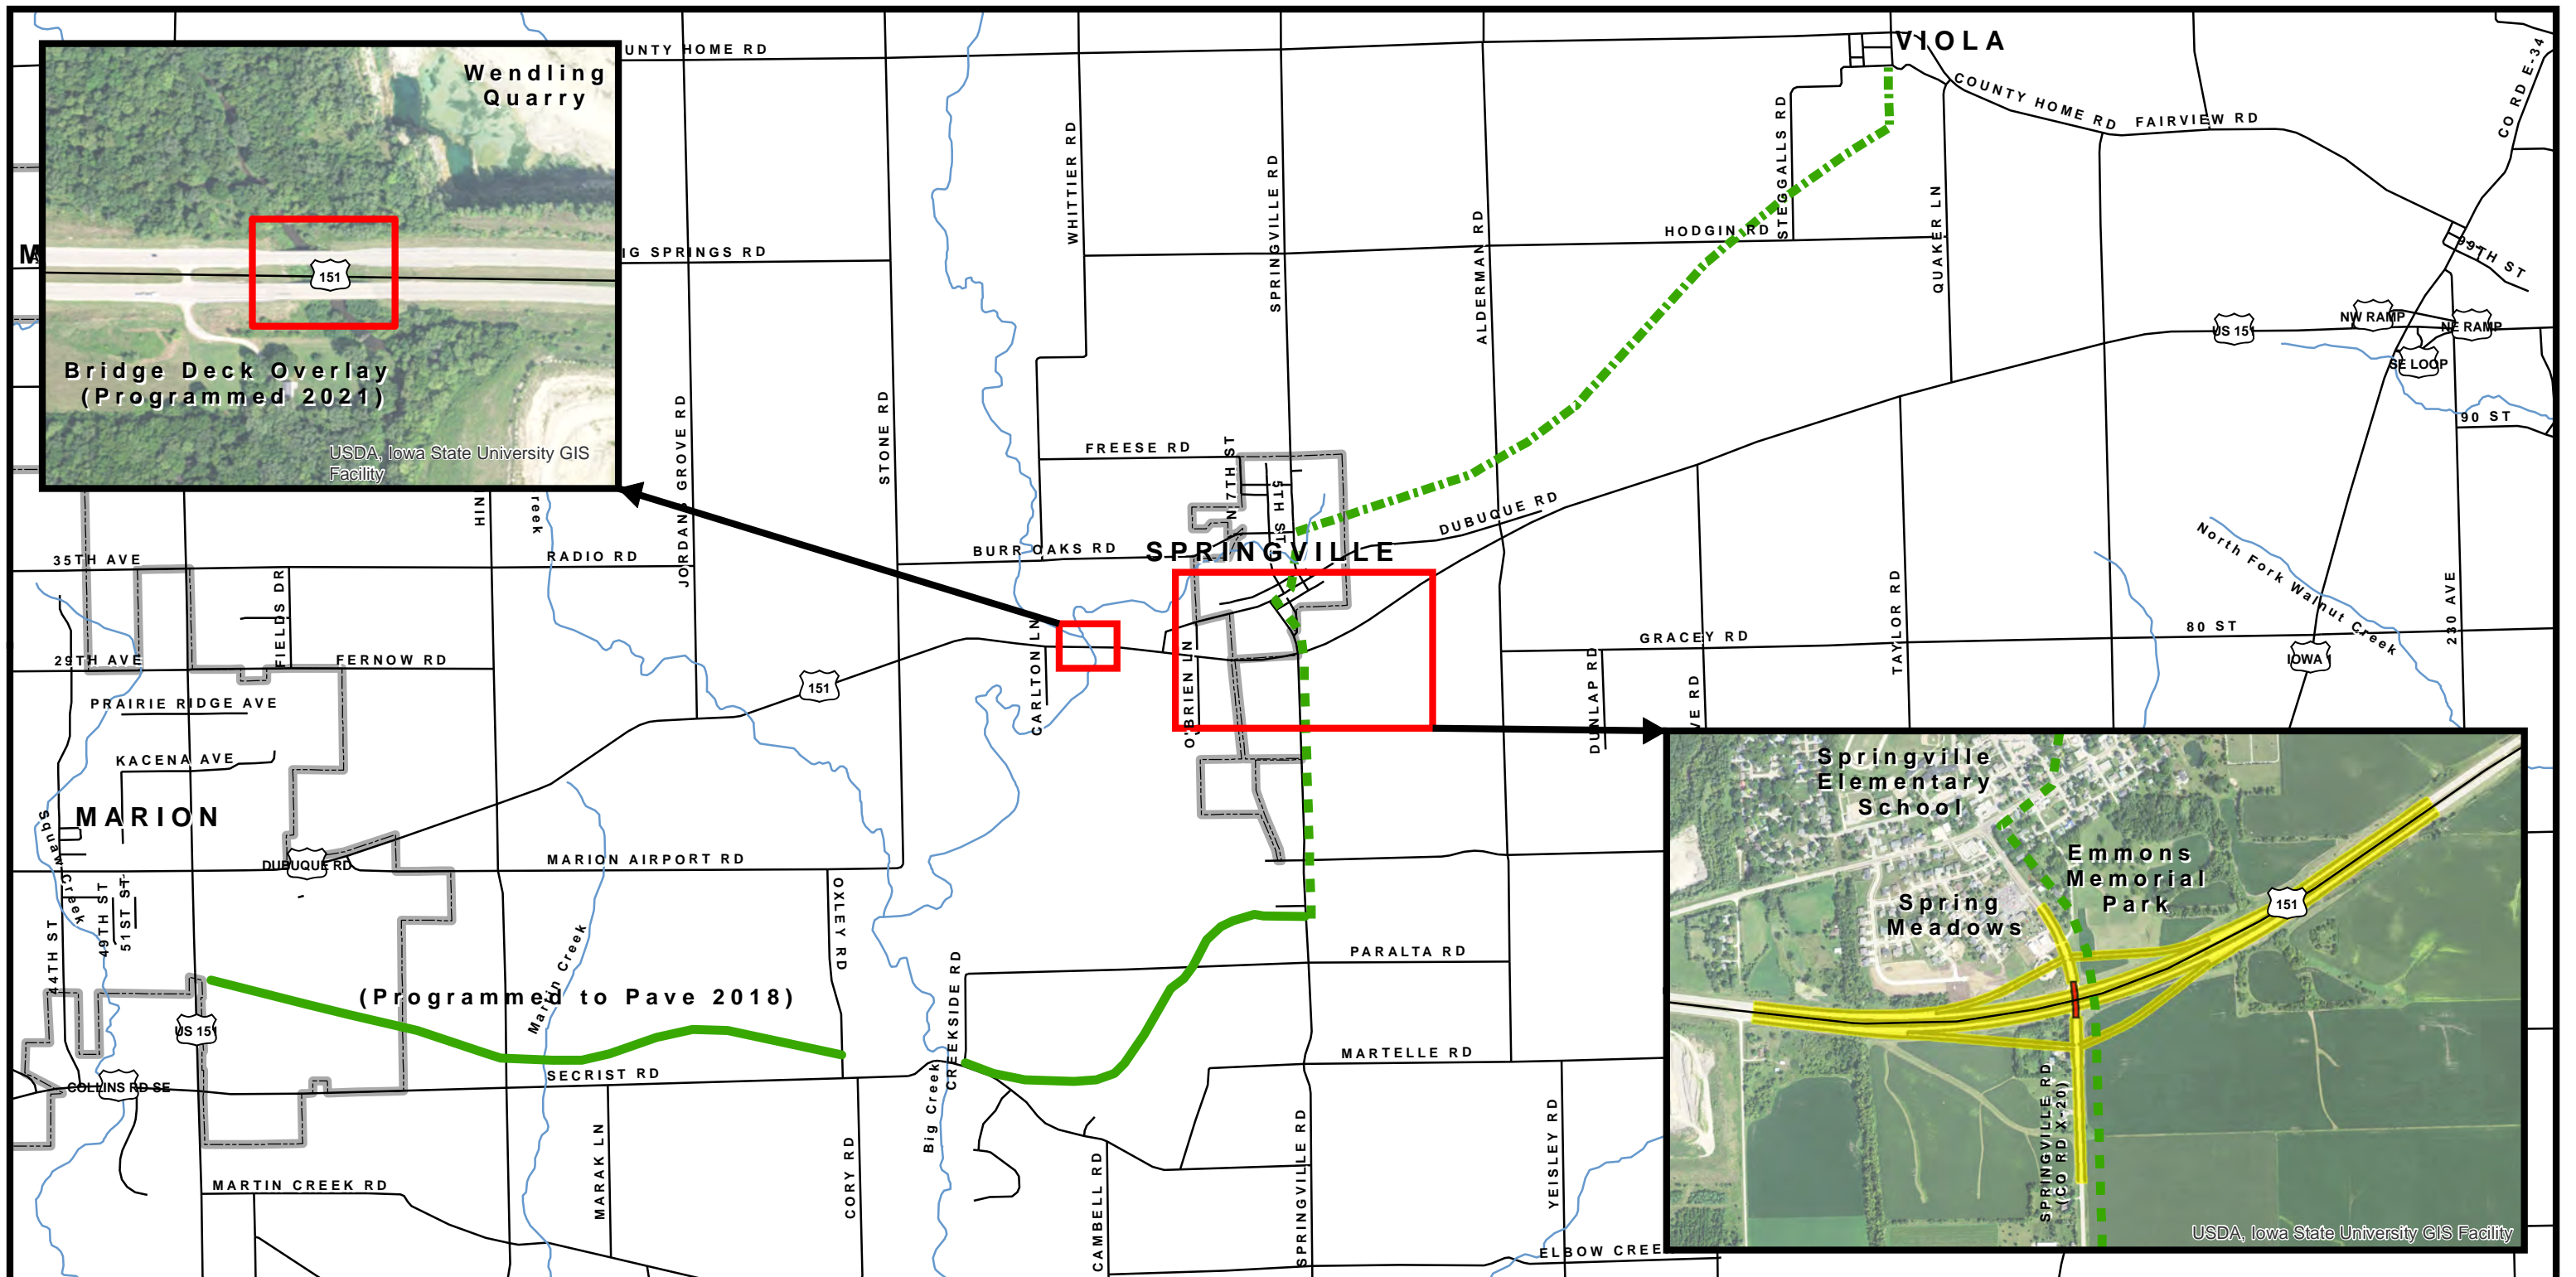 UNTY HOME RD
VIOLA
COUNTY HOME RD
FAIRVIEW RD
CO RD E-34
Wendling
Quarry
151
Bridge Deck Overlay
(Programmed 2021)
USDA, Iowa State University GIS
Facility
M
IG SPRINGS RD
WHITTIER RD
SPRINGVILLE RD
ALDERMAN RD
STEGGALLS RD
HODGIN RD
QUAKER LN
99TH ST
US 151
NW RAMP
NE RAMP
SE LOOP
90 ST
JORDANS GROVE RD
STONE RD
FREESE RD
N 7TH ST
5TH ST
DUBUQUE RD
HIN
reek
35TH AVE
RADIO RD
BURR OAKS RD
SPRINGVILLE
North Fork Walnut Creek
FIELDS DR
29TH AVE
FERNOW RD
CARLTON LN
O'BRIEN LN
GRACEY RD
DUNLAP RD
VE RD
TAYLOR RD
80 ST
IOWA 1
230 AVE
PRAIRIE RIDGE AVE
151
KACENA AVE
MARION
Squaw Creek
DUBUQUE RD
MARION AIRPORT RD
OXLEY RD
49TH ST
51ST ST
44TH ST
Martin Creek
(Programmed to Pave 2018)
US 151
CREEKSIDE RD
PARALTA RD
MARTELLE RD
COLLINS RD SE
SECRIST RD
Big Creek
MARTIN CREEK RD
MARAK LN
CORY RD
CAMBELL RD
SPRINGVILLE RD
YEISLEY RD
ELBOW CREE
Springville
Elementary
School
Emmons
Memorial
Park
Spring
Meadows
151
SPRINGVILLE RD
(CO RD X-20)
USDA, Iowa State University GIS Facility